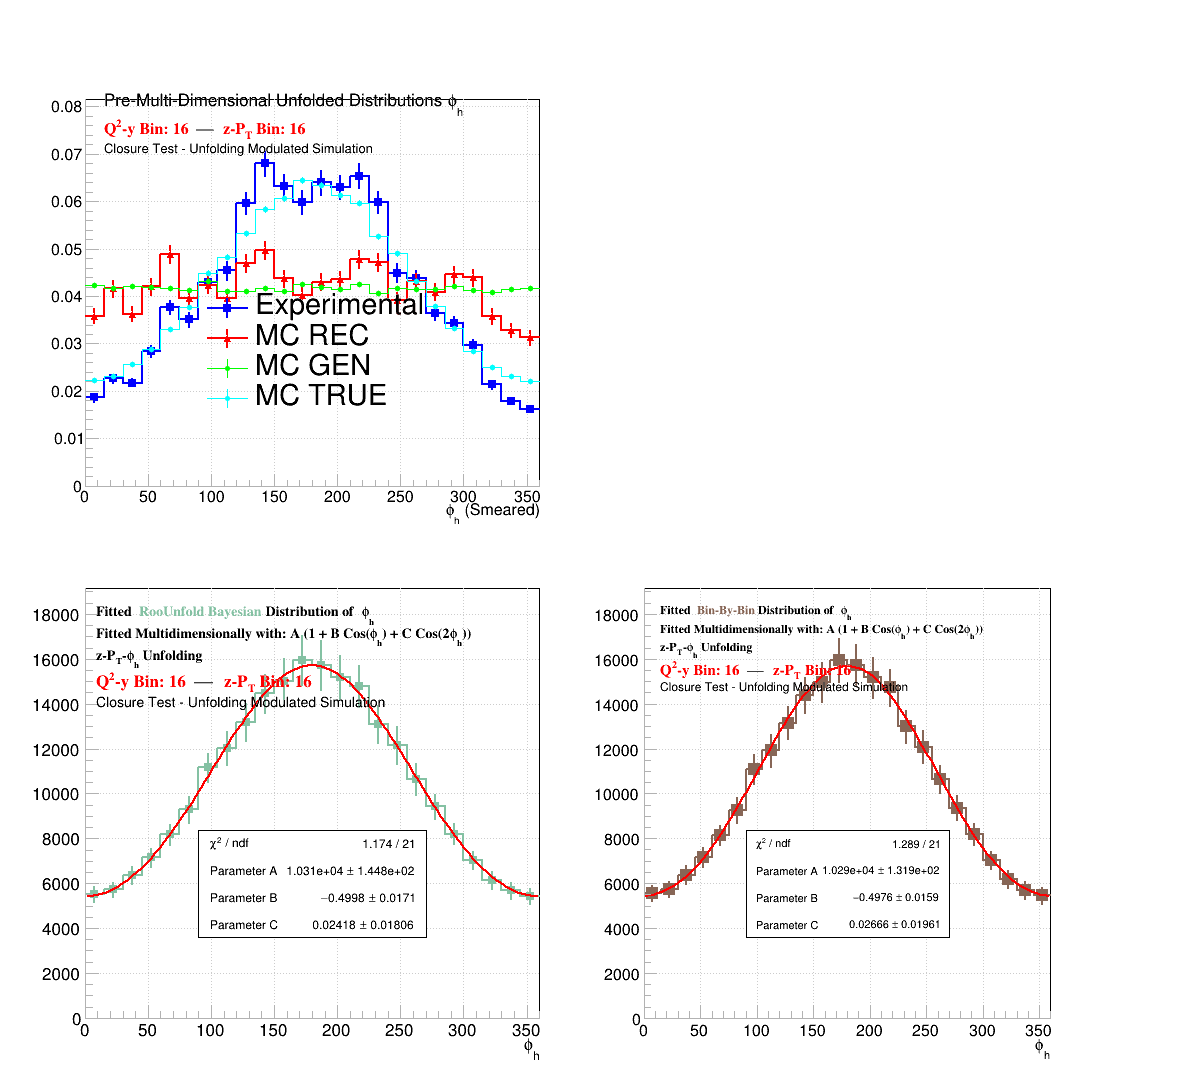 Pre-Multi-Dimensional Unfolded Distributions ϕh
Q2-y Bin: 16 — z-PT Bin: 16
Closure Test - Unfolding Modulated Simulation
0.08
0.07
0.06
0.05
0.04
0.03
0.02
0.01
0
Experimental
MC REC
MC GEN
MC TRUE
0 50 100 150 200 250 300 350
ϕh (Smeared)
Fitted RooUnfold Bayesian Distribution of ϕh
Fitted Multidimensionally with: A (1 + B Cos(ϕh) + C Cos(2ϕh))
z-PT-ϕh Unfolding
Q2-y Bin: 16 — z-PT Bin: 16
Closure Test - Unfolding Modulated Simulation
18000
16000
14000
12000
10000
8000
6000
4000
2000
0
χ2 / ndf 1.174 / 21
Parameter A 1.031e+04 ± 1.448e+02
Parameter B −0.4998 ± 0.0171
Parameter C 0.02418 ± 0.01806
0 50 100 150 200 250 300 350
ϕh
Fitted Bin-By-Bin Distribution of ϕh
Fitted Multidimensionally with: A (1 + B Cos(ϕh) + C Cos(2ϕh))
z-PT-ϕh Unfolding
Q2-y Bin: 16 — z-PT Bin: 16
Closure Test - Unfolding Modulated Simulation
18000
16000
14000
12000
10000
8000
6000
4000
2000
0
χ2 / ndf 1.289 / 21
Parameter A 1.029e+04 ± 1.319e+02
Parameter B −0.4976 ± 0.0159
Parameter C 0.02666 ± 0.01961
0 50 100 150 200 250 300 350
ϕh